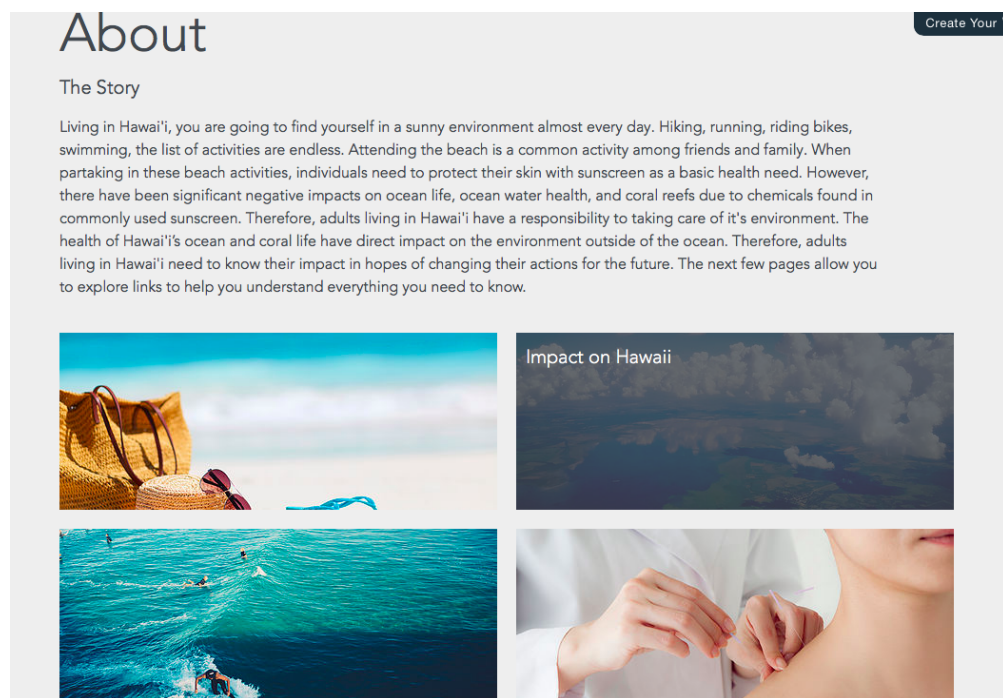 About
Create Your
The Story
Living in Hawai'i, you are going to find yourself in a sunny environment almost every day. Hiking, running, riding bikes,
swimming, the list of activities are endless. Attending the beach is a common activity among friends and family. When
partaking in these beach activities, individuals need to protect their skin with sunscreen as a basic health need. However,
there have been significant negative impacts on ocean life, ocean water health, and coral reefs due to chemicals found in
commonly used sunscreen. Therefore, adults living in Hawai'i have a responsibility to taking care of it's environment. The
health of Hawai'i’s ocean and coral life have direct impact on the environment outside of the ocean. Therefore, adults
living in Hawai'i need to know their impact in hopes of changing their actions for the future. The next few pages allow you
to explore links to help you understand everything you need to know.
Impact on Hawaii